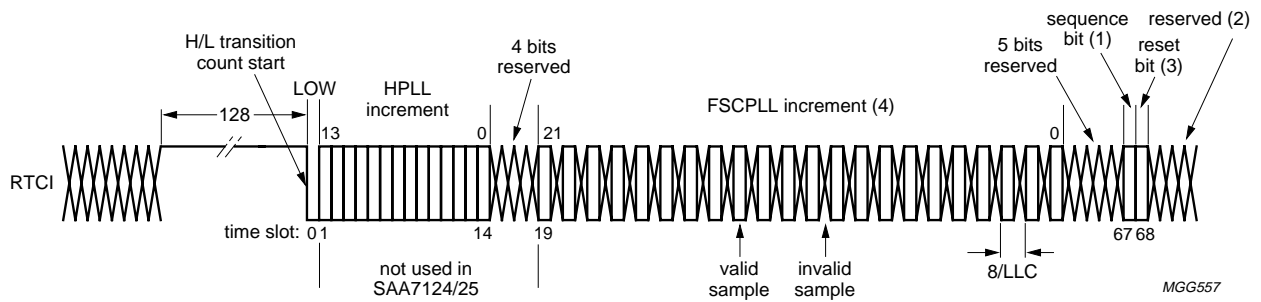 H/L transition
count start
LOW
128
13
HPLL
increment
0
4 bits
reserved
21
FSCPLL increment (4)
0
5 bits
reserved
sequence
bit (1)
reserved (2)
reset
bit (3)
RTCI
time slot:
0 1
14
19
67 68
not used in
SAA7124/25
valid
sample
invalid
sample
8/LLC
MGG557